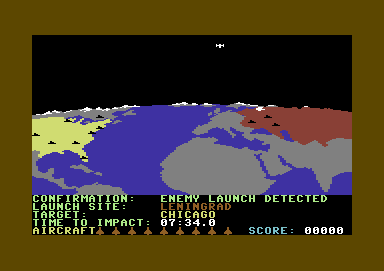 CONFIRMATION: ENEMY LAUNCH DETECTED
LAUNCH SITE: LENINGRAD
TARGET: CHICAGO
TIME TO IMPACT: 07:34.0
AIRCRAFT SCORE: 00000